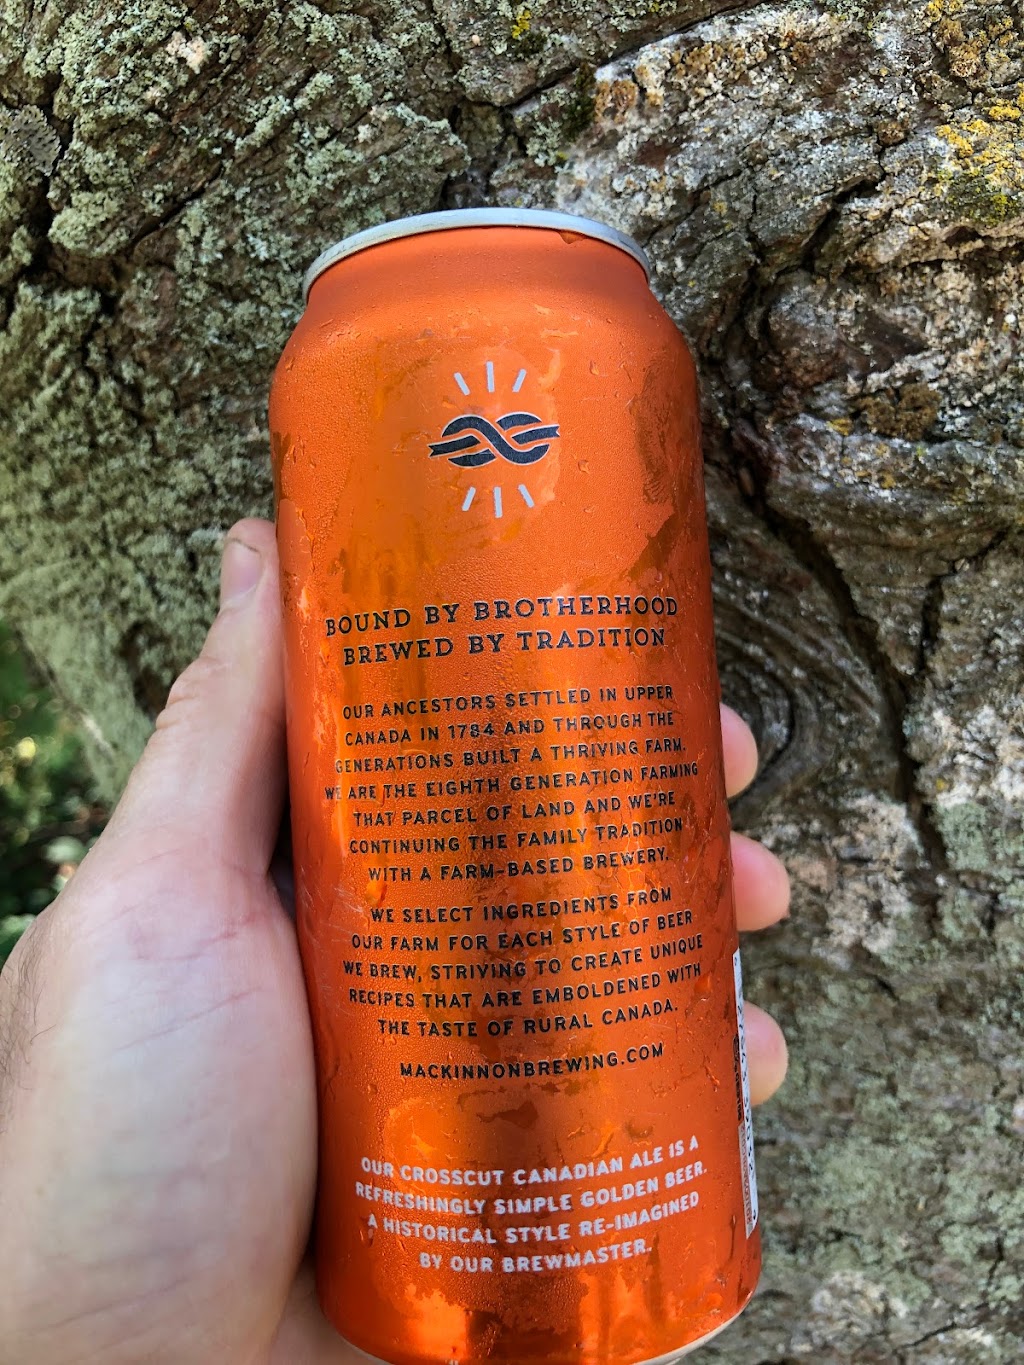 BOUND BY BROTHERHOOD
BREWED BY TRADITION
OUR ANCESTORS SETTLED IN UPPER
CANADA IN 1784 AND THROUGH THE
GENERATIONS BUILT A THRIVING FARM.
WE ARE THE EIGHTH GENERATION FARMING
THAT PARCEL OF LAND AND WE'RE
CONTINUING THE FAMILY TRADITION
WITH A FARM-BASED BREWERY.
WE SELECT INGREDIENTS FROM
OUR FARM FOR EACH STYLE OF BEER
WE BREW, STRIVING TO CREATE UNIQUE
RECIPES THAT ARE EMBOLDENED WITH
THE TASTE OF RURAL CANADA.
MACKINNONBREWING.COM
OUR CROSSCUT CANADIAN ALE IS A
REFRESHINGLY SIMPLE GOLDEN BEER.
A HISTORICAL STYLE RE-IMAGINED
BY OUR BREWMASTER.